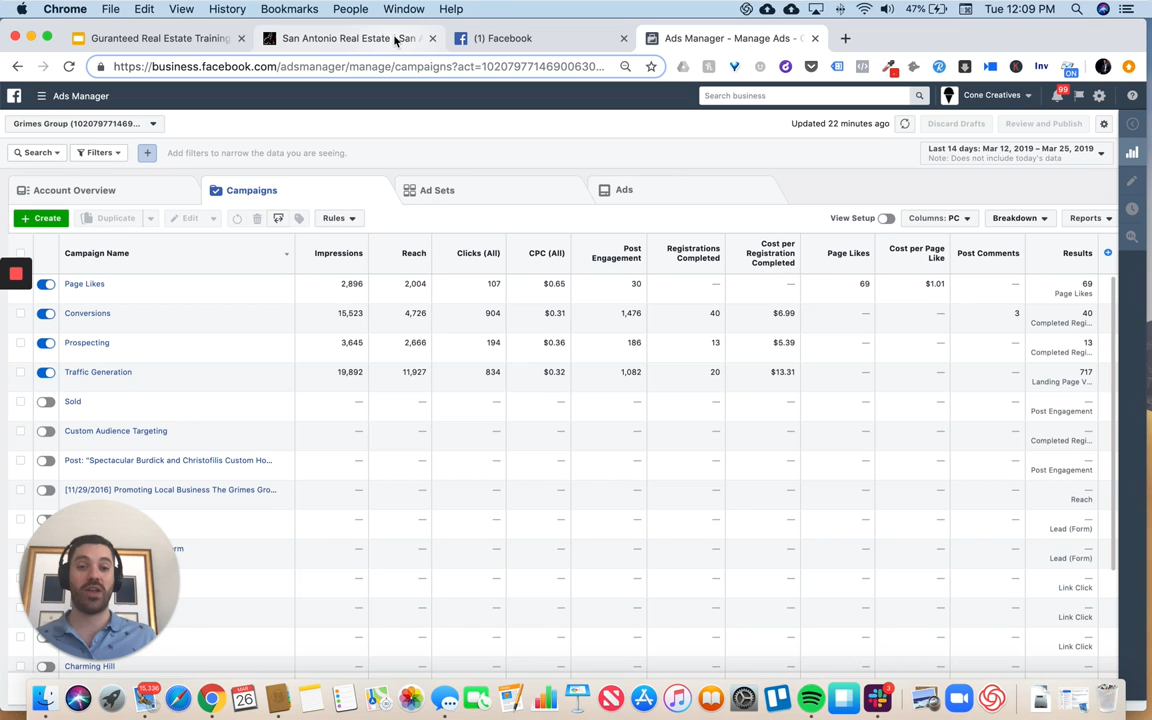 Chrome File Edit View History Bookmarks People Window Help 47% Tue 12:09 PM
Guranteed Real Estate Training San Antonio Real Estate | San A (1) Facebook Ads Manager - Manage Ads - C
https://business.facebook.com/adsmanager/manage/campaigns?act=10207977146900630... Inv ON
Ads Manager Search business Cone Creatives 99
Grimes Group (102079771469... Updated 22 minutes ago Discard Drafts Review and Publish
Search Filters + Add filters to narrow the data you are seeing. Last 14 days: Mar 12, 2019 – Mar 25, 2019
Note: Does not include today's data
Account Overview Campaigns Ad Sets Ads
+ Create Duplicate Edit Rules View Setup Columns: PC Breakdown Reports
Campaign Name Impressions Reach Clicks (All) CPC (All) Post Engagement Registrations Completed Cost per Registration Completed Page Likes Cost per Page Like Post Comments Results
Page Likes 2,896 2,004 107 $0.65 30 — — 69 $1.01 — 69
Page Likes
Conversions 15,523 4,726 904 $0.31 1,476 40 $6.99 — — 3 40
Completed Regi...
Prospecting 3,645 2,666 194 $0.36 186 13 $5.39 — — — 13
Completed Regi...
Traffic Generation 19,892 11,927 834 $0.32 1,082 20 $13.31 — — — 717
Landing Page V...
Sold — — — — — — — — — — —
Post Engagement
Custom Audience Targeting — — — — — — — — — — —
Completed Regi...
Post: "Spectacular Burdick and Christofilis Custom Ho... — — — — — — — — — — —
Post Engagement
[11/29/2016] Promoting Local Business The Grimes Gro... — — — — — — — — — — —
Reach
— — — — — — — — — — —
Lead (Form)
rm — — — — — — — — — — —
Lead (Form)
— — — — — — — — — — —
Link Click
— — — — — — — — — — —
Link Click
— — — — — — — — — — —
Link Click
Charming Hill — — — — — — — — — — —
15,336 MAR 26 3